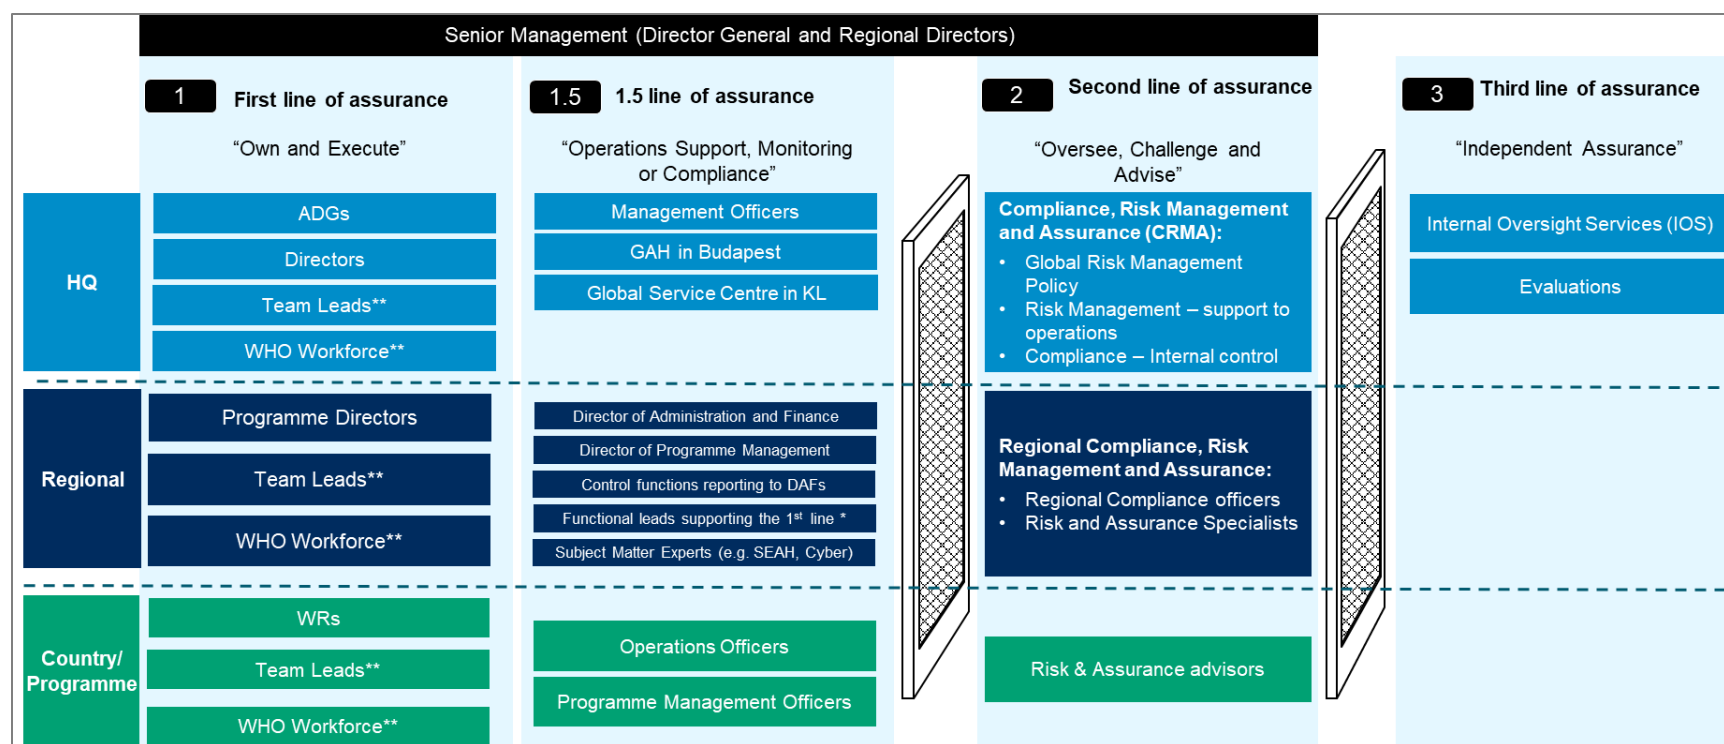 Senior Management (Director General and Regional Directors)
1 First line of assurance
“Own and Execute”
1.5 1.5 line of assurance
“Operations Support, Monitoring
or Compliance”
2 Second line of assurance
“Oversee, Challenge and
Advise”
3 Third line of assurance
“Independent Assurance”
HQ
ADGs
Directors
Team Leads**
WHO Workforce**
Management Officers
GAH in Budapest
Global Service Centre in KL
Compliance, Risk Management
and Assurance (CRMA):
• Global Risk Management
Policy
• Risk Management – support to
operations
• Compliance – Internal control
Internal Oversight Services (IOS)
Evaluations
Regional
Programme Directors
Team Leads**
WHO Workforce**
Director of Administration and Finance
Director of Programme Management
Control functions reporting to DAFs
Functional leads supporting the 1st line *
Subject Matter Experts (e.g. SEAH, Cyber)
Regional Compliance, Risk
Management and Assurance:
• Regional Compliance officers
• Risk and Assurance Specialists
Country/
Programme
WRs
Team Leads**
WHO Workforce**
Operations Officers
Programme Management Officers
Risk & Assurance advisors